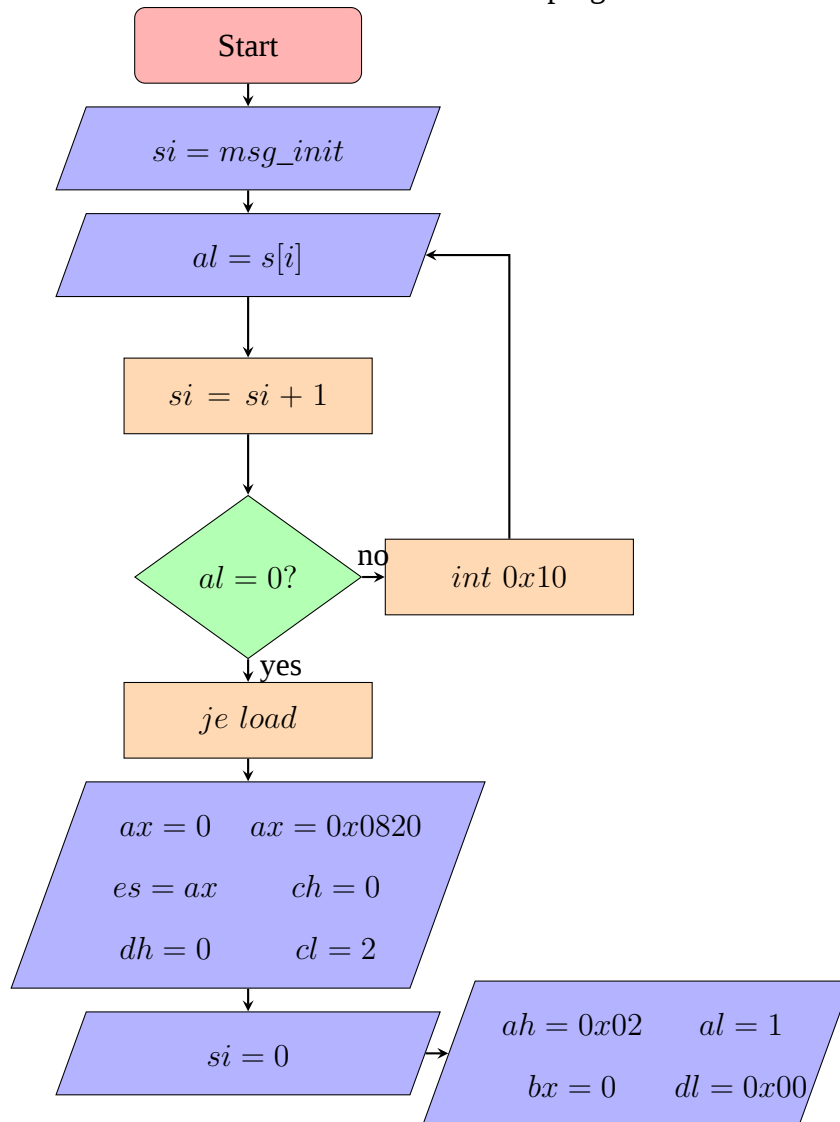 Start
si = msg_init
al = s[i]
si = si + 1
al = 0?
no
int 0x10
yes
je load
ax = 0 ax = 0x0820
es = ax ch = 0
dh = 0 cl = 2
si = 0
ah = 0x02 al = 1
bx = 0 dl = 0x00